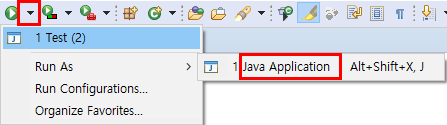 1 Test (2)
Run As
1 Java Application Alt+Shift+X, J
Run Configurations...
Organize Favorites...